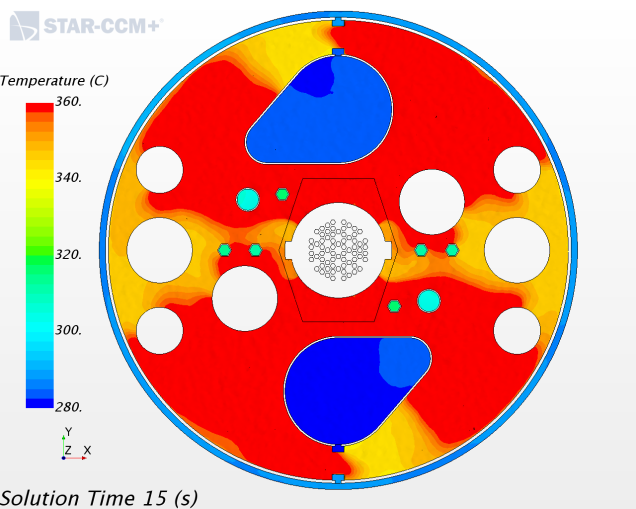 STAR-CCM+
Temperature (C)
360.
340.
320.
300.
280.
Y
Z X
Solution Time 15 (s)